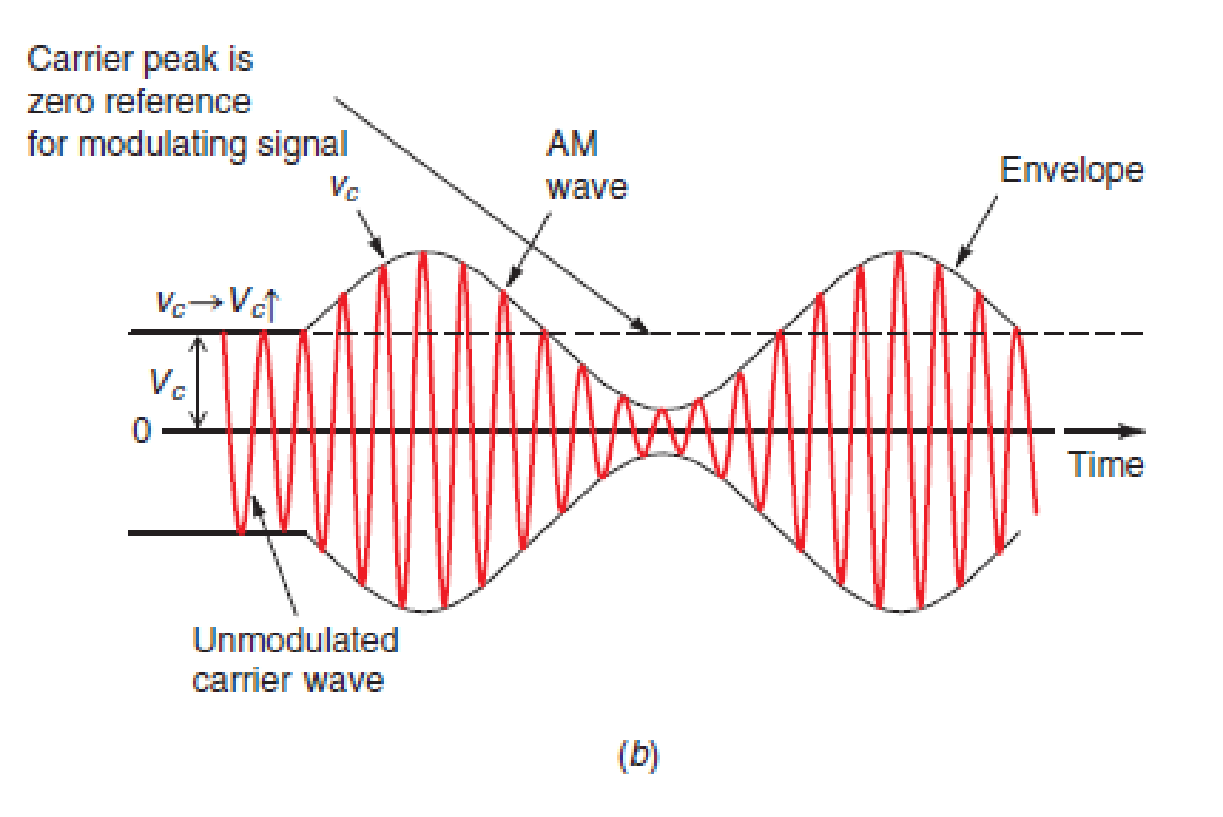 Carrier peak is
zero reference
for modulating signal
AM
wave
Envelope
vc
vc→Vc↑
Vc
0
Time
Unmodulated
carrier wave
(b)